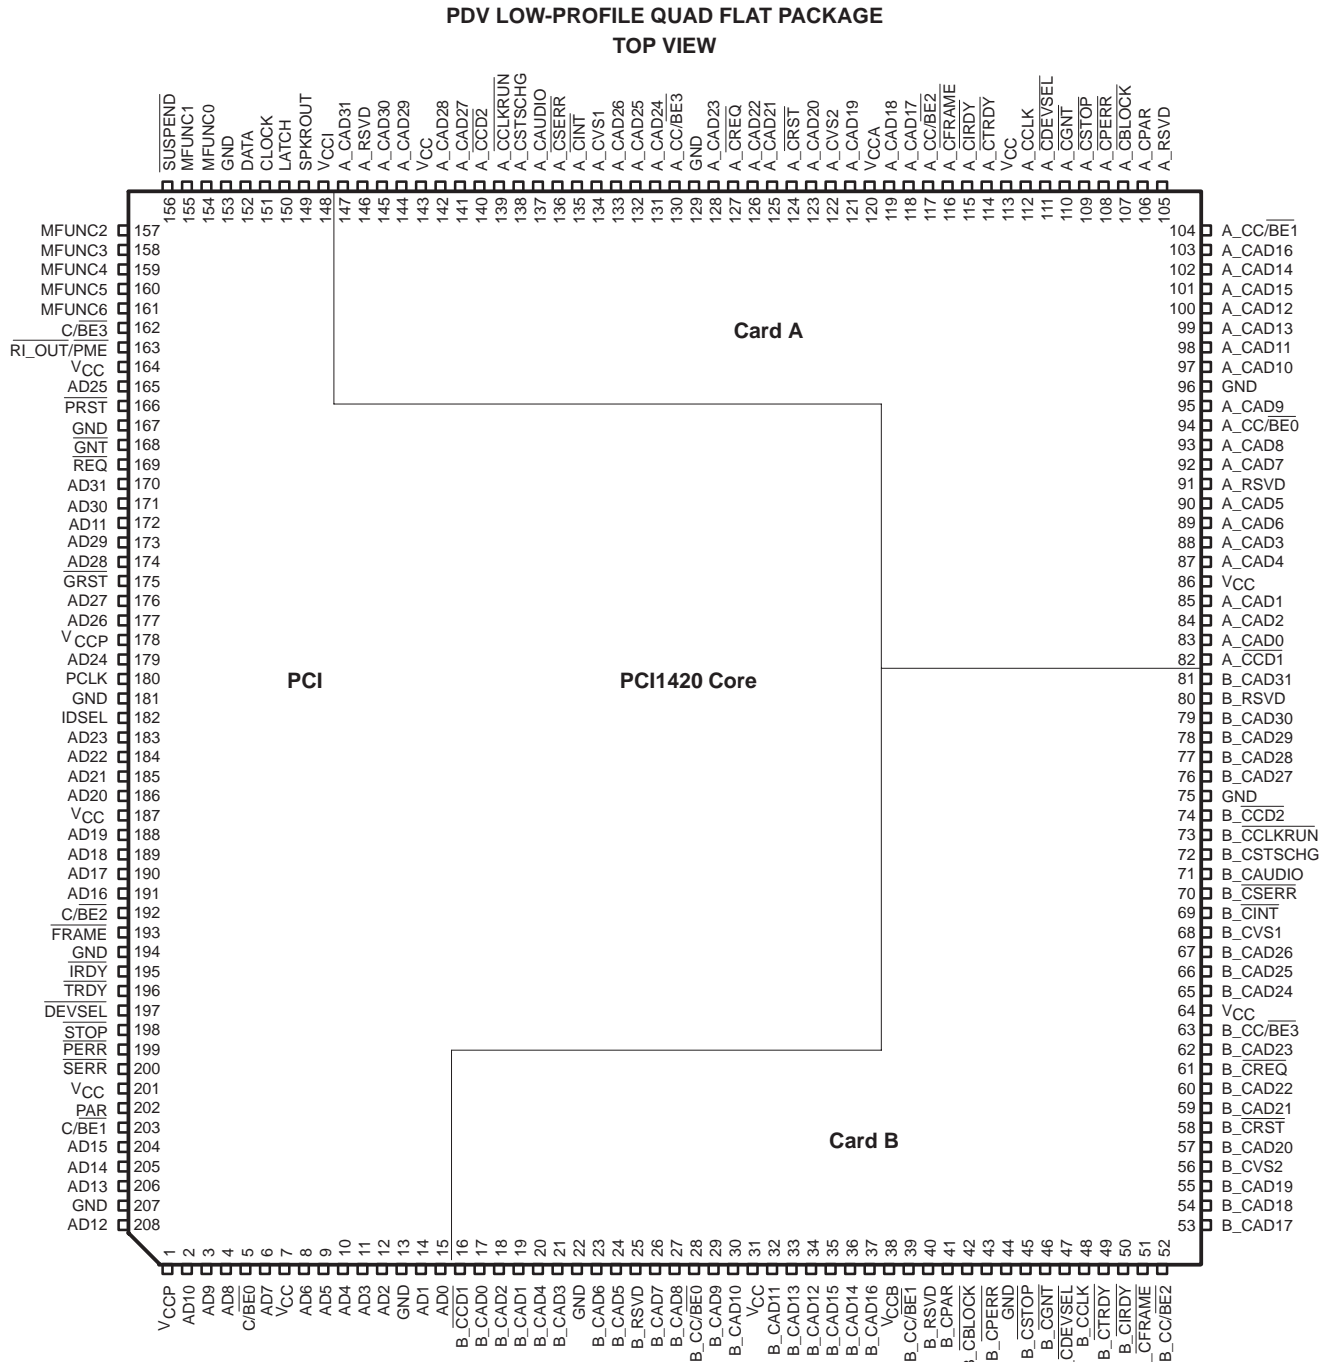 PDV LOW-PROFILE QUAD FLAT PACKAGE
TOP VIEW
SUSPEND 156
MFUNC1 155
MFUNC0 154
GND 153
DATA 152
CLOCK 151
LATCH 150
SPKROUT 149
VCCI 148
A_CAD31 147
A_RSVD 146
A_CAD30 145
A_CAD29 144
VCC 143
A_CAD28 142
A_CAD27 141
A_CCD2 140
A_CCLKRUN 139
A_CSTSCHG 138
A_CAUDIO 137
A_CSERR 136
A_CINT 135
A_CVS1 134
A_CAD26 133
A_CAD25 132
A_CAD24 131
A_CC/BE3 130
GND 129
A_CAD23 128
A_CREQ 127
A_CAD22 126
A_CAD21 125
A_CRST 124
A_CAD20 123
A_CVS2 122
A_CAD19 121
VCCA 120
A_CAD18 119
A_CAD17 118
A_CC/BE2 117
A_CFRAME 116
A_CIRDY 115
A_CTRDY 114
VCC 113
A_CCLK 112
A_CDEVSEL 111
A_CGNT 110
A_CSTOP 109
A_CPERR 108
A_CBLOCK 107
A_CPAR 106
A_RSVD 105
MFUNC2 157
MFUNC3 158
MFUNC4 159
MFUNC5 160
MFUNC6 161
C/BE3 162
RI_OUT/PME 163
VCC 164
AD25 165
PRST 166
GND 167
GNT 168
REQ 169
AD31 170
AD30 171
AD11 172
AD29 173
AD28 174
GRST 175
AD27 176
AD26 177
VCCP 178
AD24 179
PCLK 180
GND 181
IDSEL 182
AD23 183
AD22 184
AD21 185
AD20 186
VCC 187
AD19 188
AD18 189
AD17 190
AD16 191
C/BE2 192
FRAME 193
GND 194
IRDY 195
TRDY 196
DEVSEL 197
STOP 198
PERR 199
SERR 200
VCC 201
PAR 202
C/BE1 203
AD15 204
AD14 205
AD13 206
GND 207
AD12 208
Card A
PCI
PCI1420 Core
Card B
104 A_CC/BE1
103 A_CAD16
102 A_CAD14
101 A_CAD15
100 A_CAD12
99 A_CAD13
98 A_CAD11
97 A_CAD10
96 GND
95 A_CAD9
94 A_CC/BE0
93 A_CAD8
92 A_CAD7
91 A_RSVD
90 A_CAD5
89 A_CAD6
88 A_CAD3
87 A_CAD4
86 VCC
85 A_CAD1
84 A_CAD2
83 A_CAD0
82 A_CCD1
81 B_CAD31
80 B_RSVD
79 B_CAD30
78 B_CAD29
77 B_CAD28
76 B_CAD27
75 GND
74 B_CCD2
73 B_CCLKRUN
72 B_CSTSCHG
71 B_CAUDIO
70 B_CSERR
69 B_CINT
68 B_CVS1
67 B_CAD26
66 B_CAD25
65 B_CAD24
64 VCC
63 B_CC/BE3
62 B_CAD23
61 B_CREQ
60 B_CAD22
59 B_CAD21
58 B_CRST
57 B_CAD20
56 B_CVS2
55 B_CAD19
54 B_CAD18
53 B_CAD17
VCCP 1
AD10 2
AD9 3
AD8 4
C/BE0 5
AD7 6
VCC 7
AD6 8
AD5 9
AD4 10
AD3 11
AD2 12
GND 13
AD1 14
AD0 15
B_CCD1 16
B_CAD0 17
B_CAD2 18
B_CAD1 19
B_CAD4 20
B_CAD3 21
GND 22
B_CAD6 23
B_CAD5 24
B_RSVD 25
B_CAD7 26
B_CAD8 27
B_CC/BE0 28
B_CAD9 29
B_CAD10 30
VCC 31
B_CAD11 32
B_CAD13 33
B_CAD12 34
B_CAD15 35
B_CAD14 36
B_CAD16 37
VCCB 38
B_CC/BE1 39
B_RSVD 40
B_CPAR 41
_CBLOCK 42
B_CPERR 43
GND 44
B_CSTOP 45
B_CGNT 46
_CDEVSEL 47
B_CCLK 48
B_CTRDY 49
B_CIRDY 50
_CFRAME 51
B_CC/BE2 52